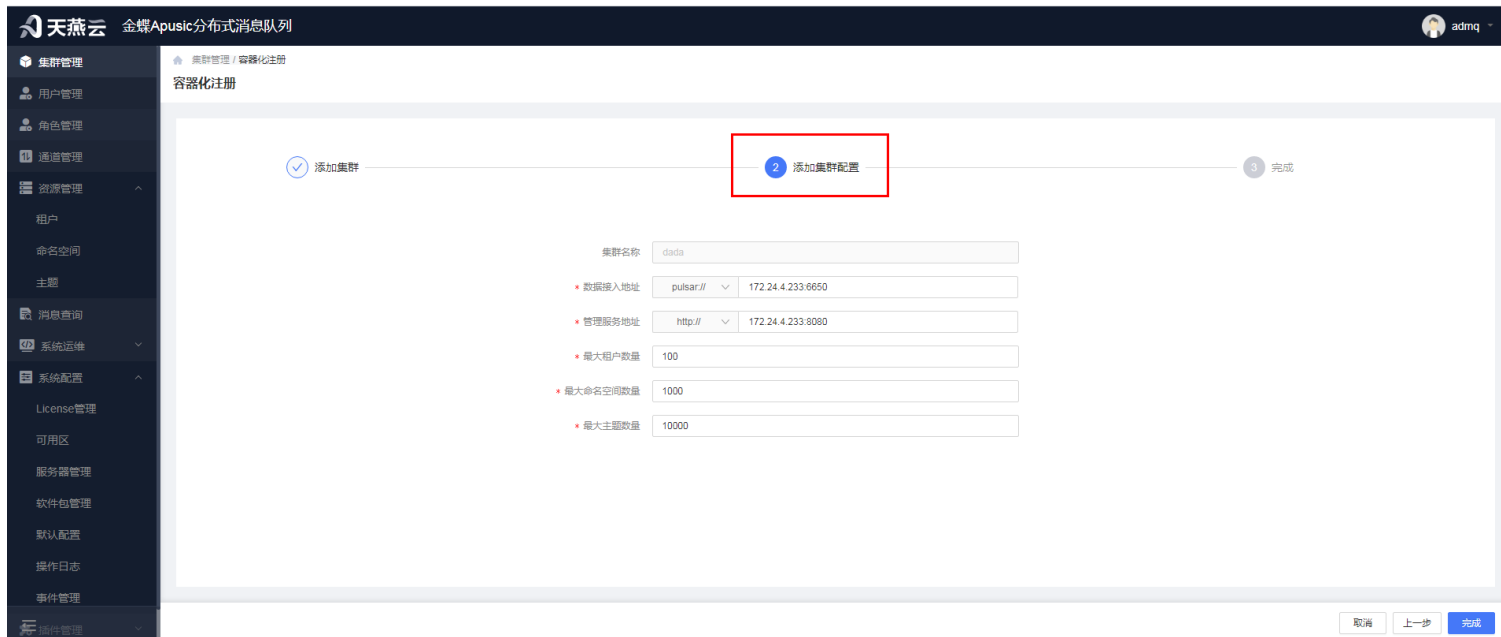 天燕云 金蝶Apusic分布式消息队列
admq
集群管理
用户管理
角色管理
通道管理
资源管理
租户
命名空间
主题
消息查询
系统运维
系统配置
License管理
可用区
服务器管理
软件包管理
默认配置
操作日志
事件管理
插件管理
集群管理 / 容器化注册
容器化注册
添加集群
2 添加集群配置
3 完成
集群名称 dada
* 数据接入地址 pulsar:// 172.24.4.233:6650
* 管理服务地址 http:// 172.24.4.233:8080
* 最大租户数量 100
* 最大命名空间数量 1000
* 最大主题数量 10000
取消 上一步 完成